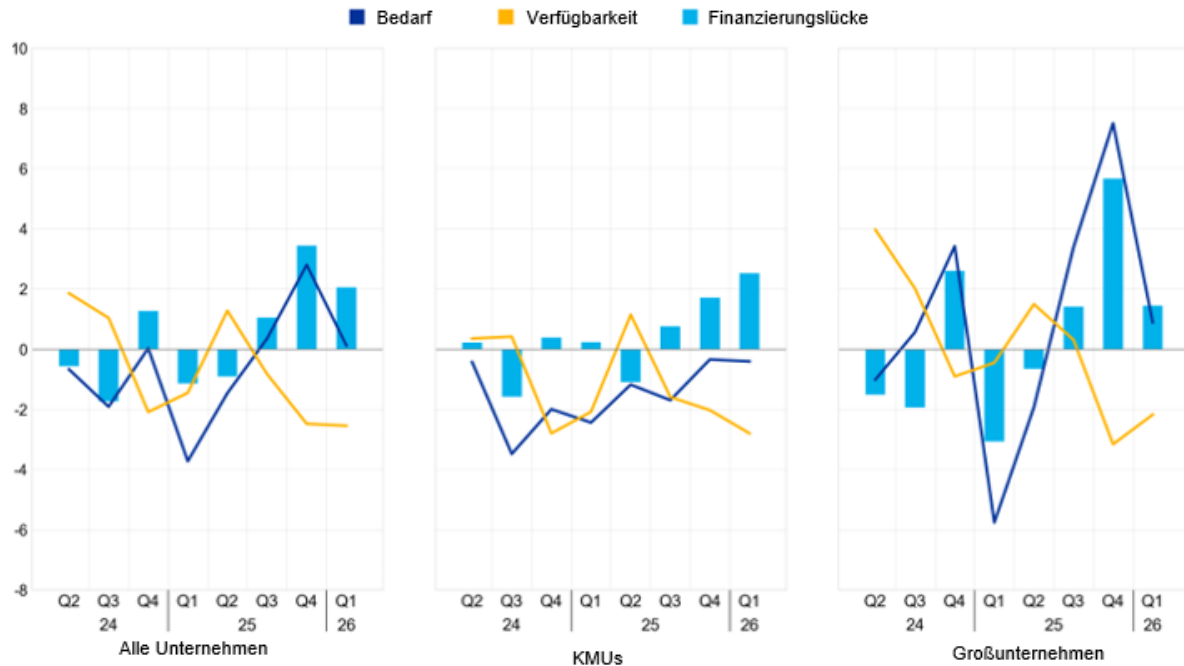 Bedarf Verfügbarkeit Finanzierungslücke
10
8
6
4
2
0
-2
-4
-6
-8
Q2 Q3 Q4 Q1 Q2 Q3 Q4 Q1
24 25 26
Alle Unternehmen
Q2 Q3 Q4 Q1 Q2 Q3 Q4 Q1
24 25 26
KMUs
Q2 Q3 Q4 Q1 Q2 Q3 Q4 Q1
24 25 26
Großunternehmen